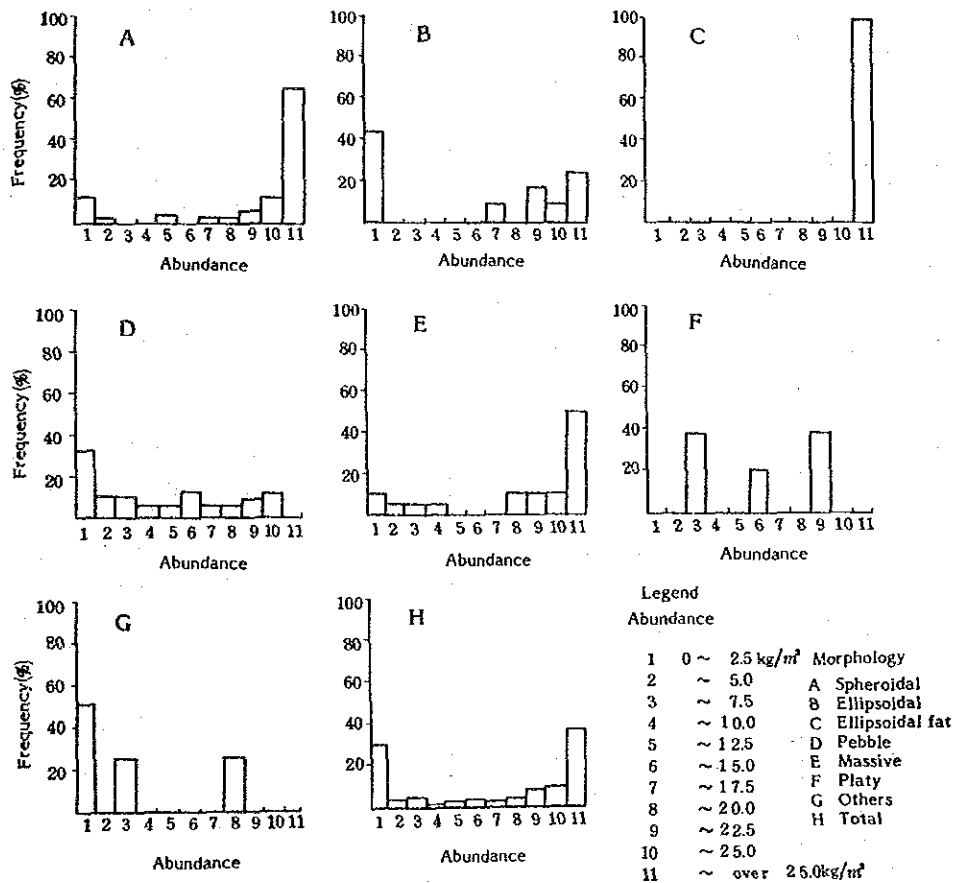 A
Frequency (%)
100
80
60
40
20
1 2 3 4 5 6 7 8 9 10 11
Abundance
B
100
80
60
40
20
1 2 3 4 5 6 7 8 9 10 11
Abundance
C
100
80
60
40
20
1 2 3 4 5 6 7 8 9 10 11
Abundance
D
Frequency (%)
100
80
60
40
20
1 2 3 4 5 6 7 8 9 10 11
Abundance
E
100
80
60
40
20
1 2 3 4 5 6 7 8 9 10 11
Abundance
F
100
80
60
40
20
1 2 3 4 5 6 7 8 9 10 11
Abundance
G
100
80
60
40
20
1 2 3 4 5 6 7 8 9 10 11
Abundance
H
100
80
60
40
20
1 2 3 4 5 6 7 8 9 10 11
Abundance
Legend
Abundance
1 0 ~ 2.5 kg/m²
2 ~ 5.0
3 ~ 7.5
4 ~ 10.0
5 ~ 12.5
6 ~ 15.0
7 ~ 17.5
8 ~ 20.0
9 ~ 22.5
10 ~ 25.0
11 ~ over 25.0kg/m²
Morphology
A Spheroidal
B Ellipsoidal
C Ellipsoidal fat
D Pebble
E Massive
F Platy
G Others
H Total